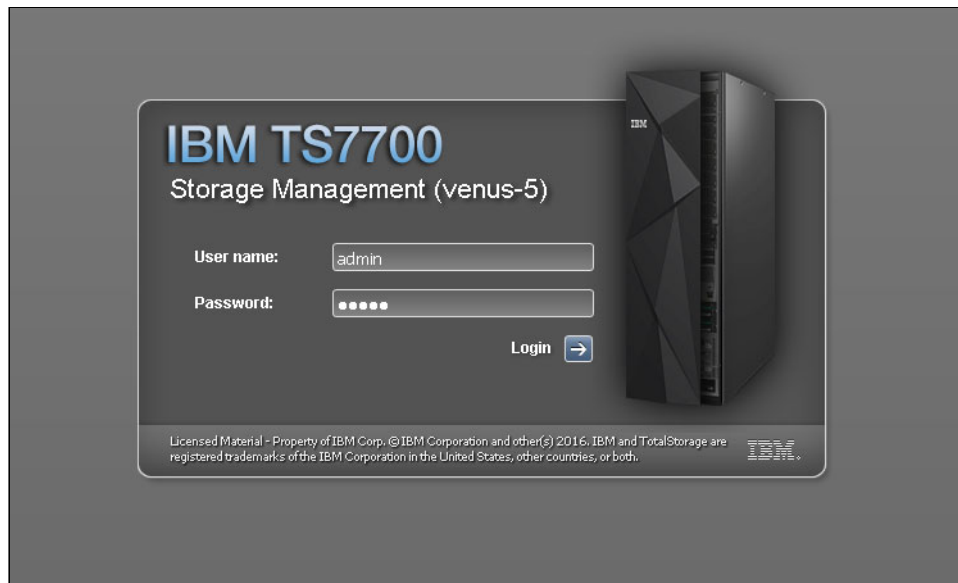 IBM TS7700
Storage Management (venus-5)
IBM
User name:
admin
Password:
●●●●●
Login
Licensed Material - Property of IBM Corp. © IBM Corporation and other(s) 2016. IBM and TotalStorage are
registered trademarks of the IBM Corporation in the United States, other countries, or both.
IBM.